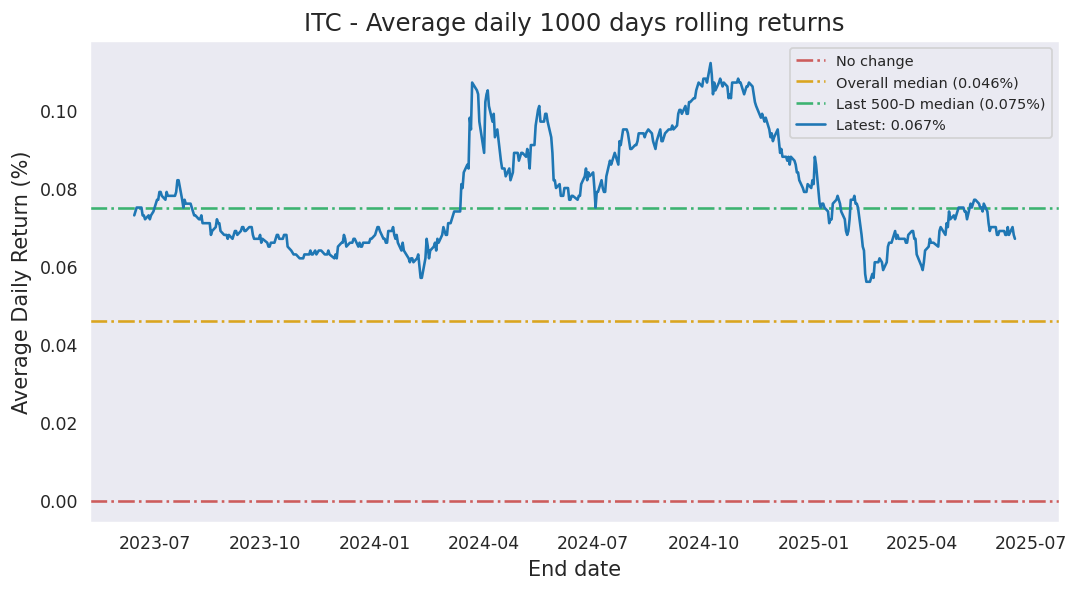 ITC - Average daily 1000 days rolling returns
No change
Overall median (0.046%)
Last 500-D median (0.075%)
Latest: 0.067%
Average Daily Return (%)
0.10
0.08
0.06
0.04
0.02
0.00
2023-07 2023-10 2024-01 2024-04 2024-07 2024-10 2025-01 2025-04 2025-07
End date